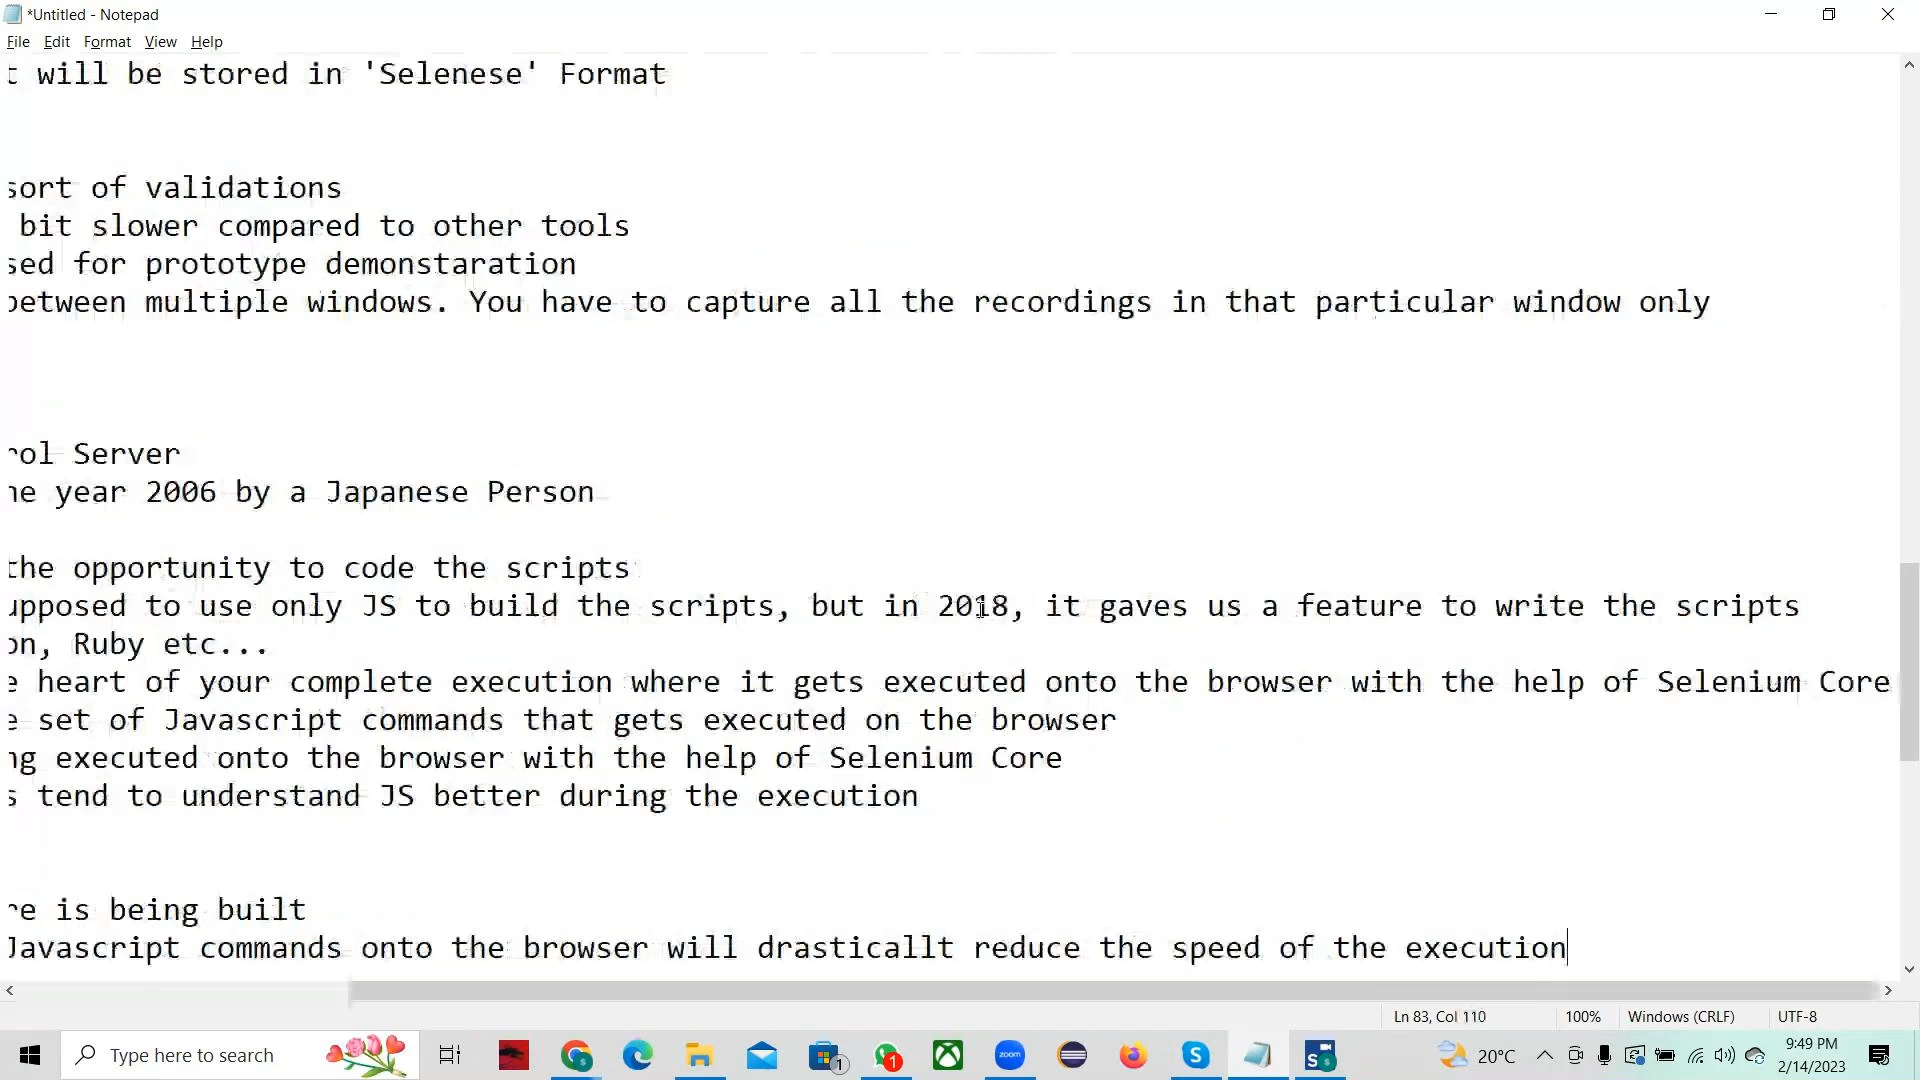 *Untitled - Notepad
File Edit Format View Help
t will be stored in 'Selenese' Format
sort of validations
bit slower compared to other tools
sed for prototype demonstaration
between multiple windows. You have to capture all the recordings in that particular window only
rol Server
ne year 2006 by a Japanese Person
the opportunity to code the scripts
upposed to use only JS to build the scripts, but in 2018, it gaves us a feature to write the scripts
on, Ruby etc...
e heart of your complete execution where it gets executed onto the browser with the help of Selenium Core
e set of Javascript commands that gets executed on the browser
ng executed onto the browser with the help of Selenium Core
s tend to understand JS better during the execution
re is being built
Javascript commands onto the browser will drasticallt reduce the speed of the execution
Ln 83, Col 110 100% Windows (CRLF) UTF-8
Type here to search
1
1
zoom
20°C
9:49 PM
2/14/2023